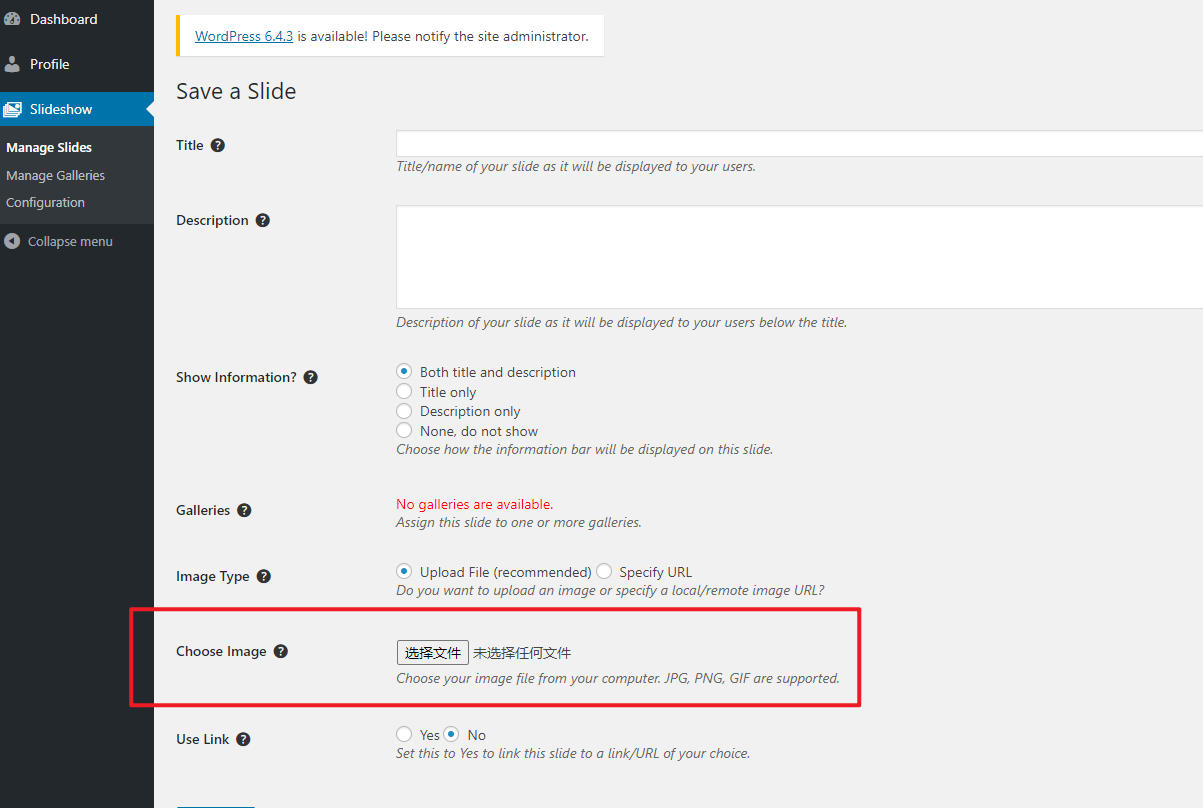 Dashboard
Profile
Slideshow
Manage Slides
Manage Galleries
Configuration
Collapse menu
WordPress 6.4.3 is available! Please notify the site administrator.
Save a Slide
Title ?
Title/name of your slide as it will be displayed to your users.
Description ?
Description of your slide as it will be displayed to your users below the title.
Show Information? ?
Both title and description
Title only
Description only
None, do not show
Choose how the information bar will be displayed on this slide.
Galleries ?
No galleries are available.
Assign this slide to one or more galleries.
Image Type ?
Upload File (recommended) Specify URL
Do you want to upload an image or specify a local/remote image URL?
Choose Image ?
选择文件 未选择任何文件
Choose your image file from your computer. JPG, PNG, GIF are supported.
Use Link ?
Yes No
Set this to Yes to link this slide to a link/URL of your choice.